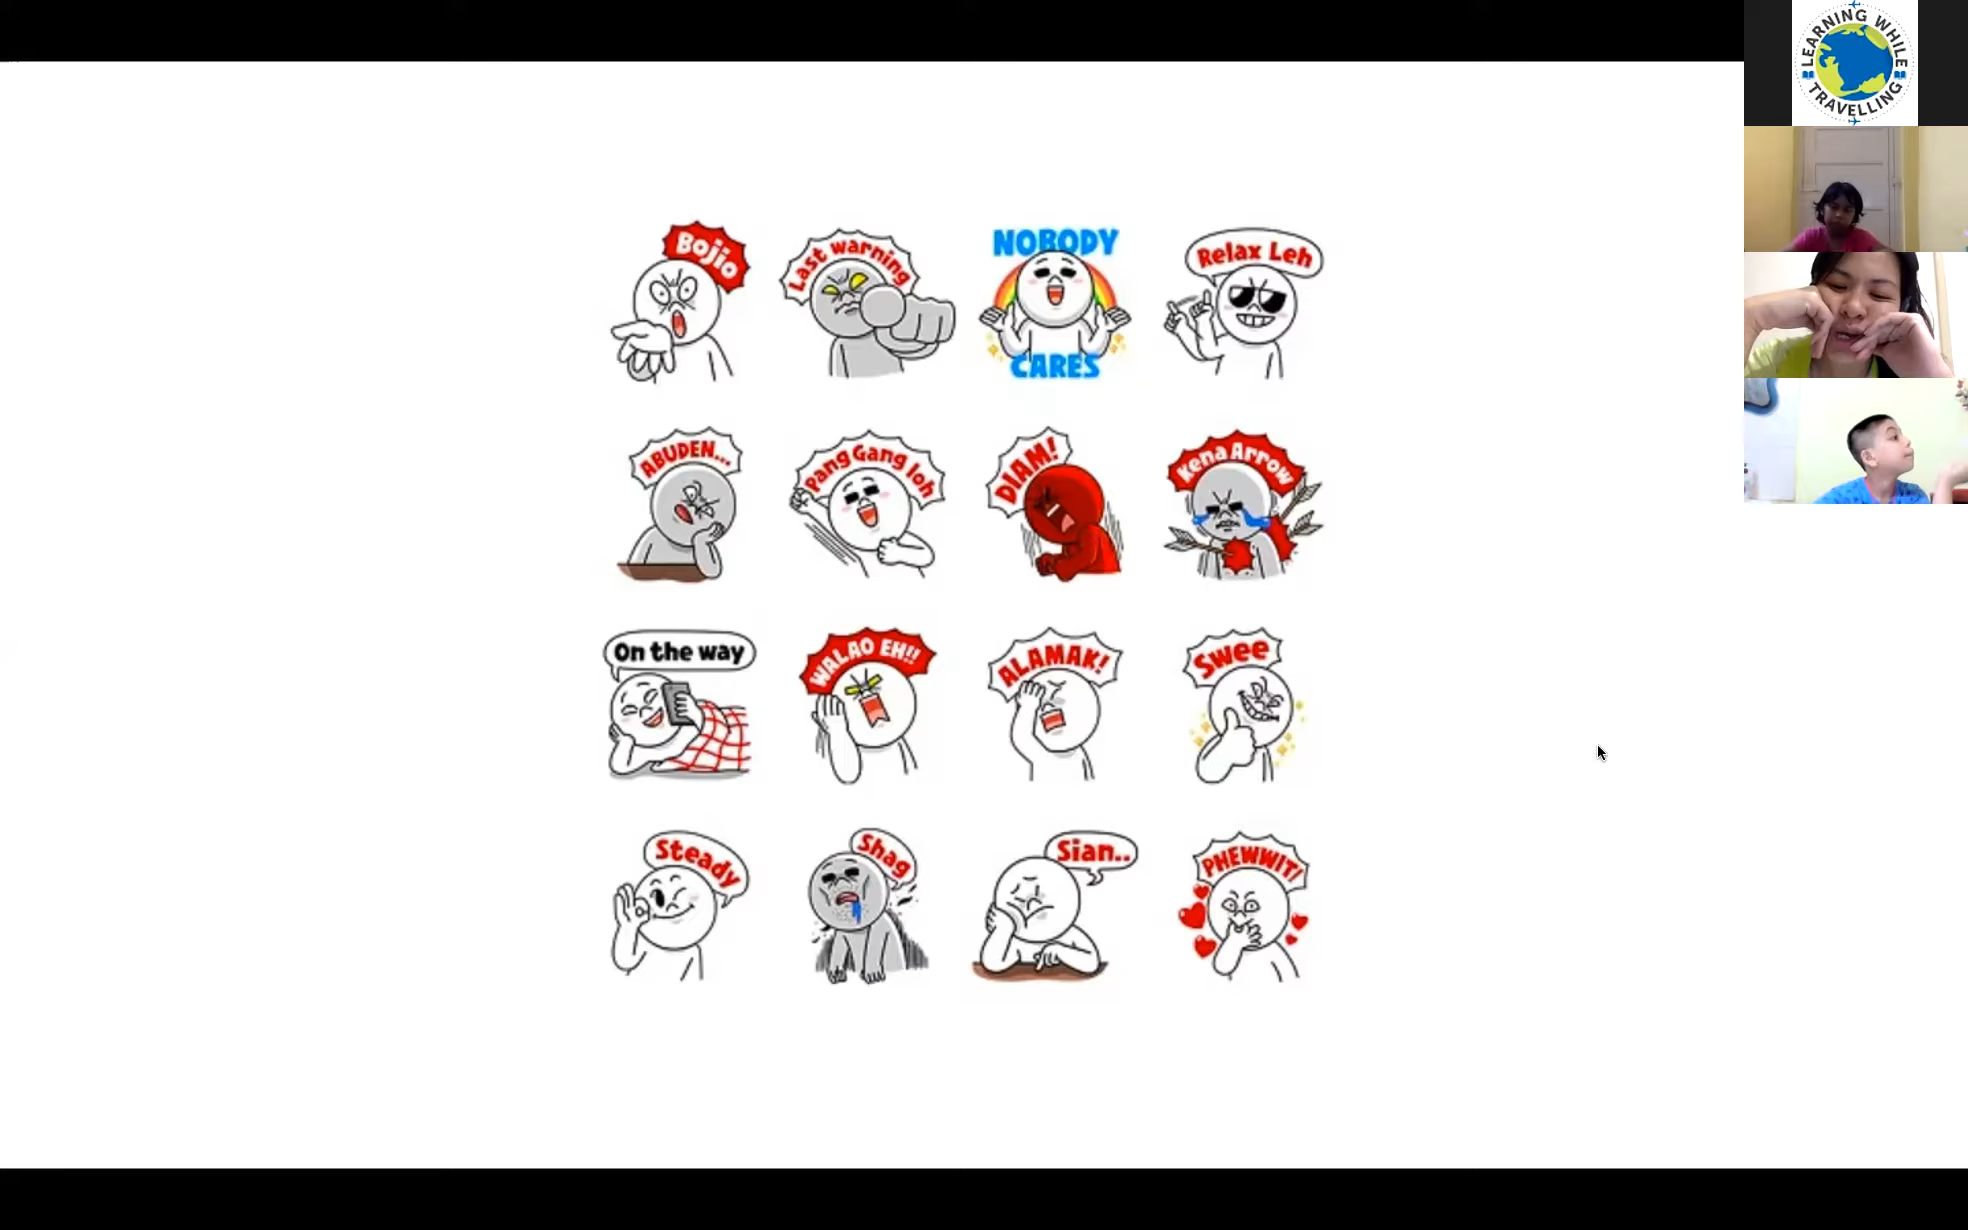 LEARNING WHILE
TRAVELLING
Bojio
Last warning
NOBODY
CARES
Relax Leh
ABUDEN...
Pang Gang loh
DIAM!
Kena Arrow
On the way
WALAO EH!!
ALAMAK!
Swee
Steady
Shag
Sian..
PHEWWIT!